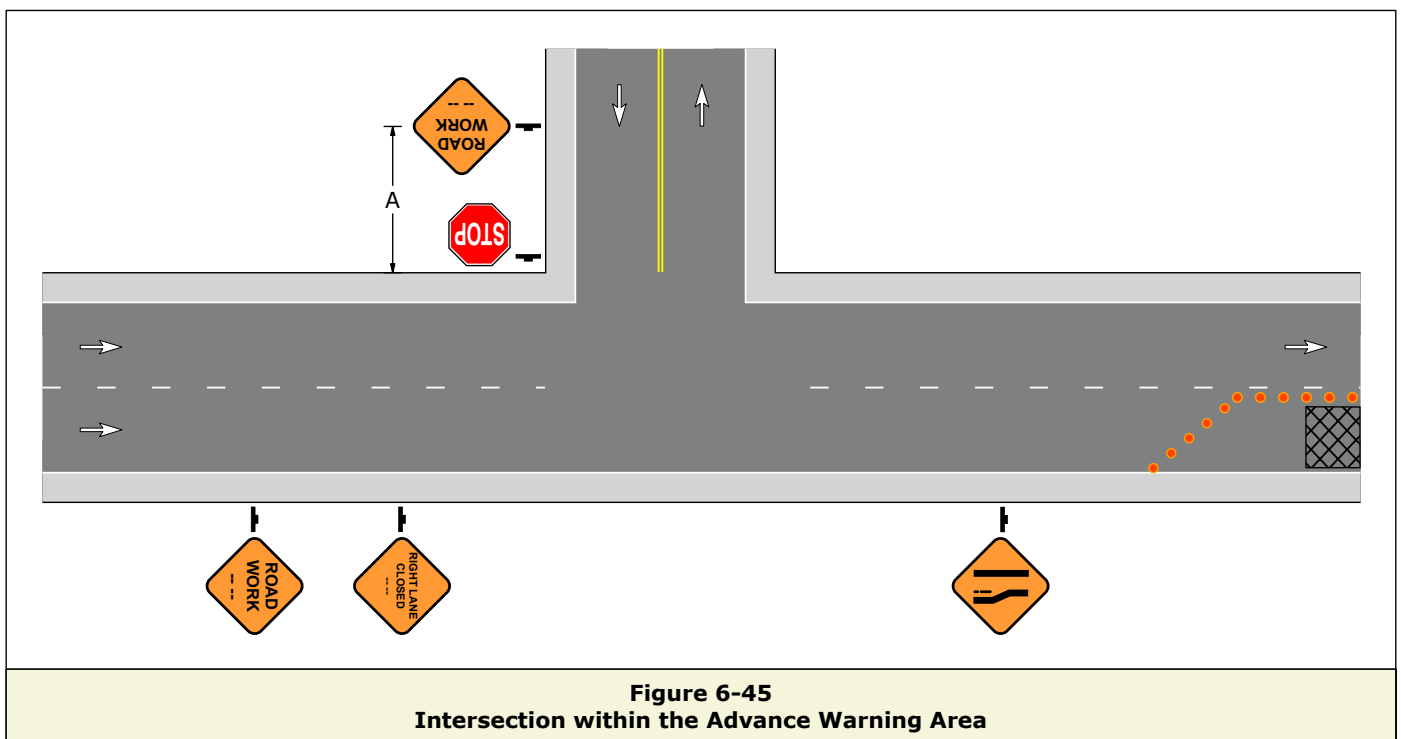 ROAD
WORK
-- --
A
STOP
ROAD
WORK
-- --
RIGHT LANE
CLOSED
-- --
Figure 6-45
Intersection within the Advance Warning Area